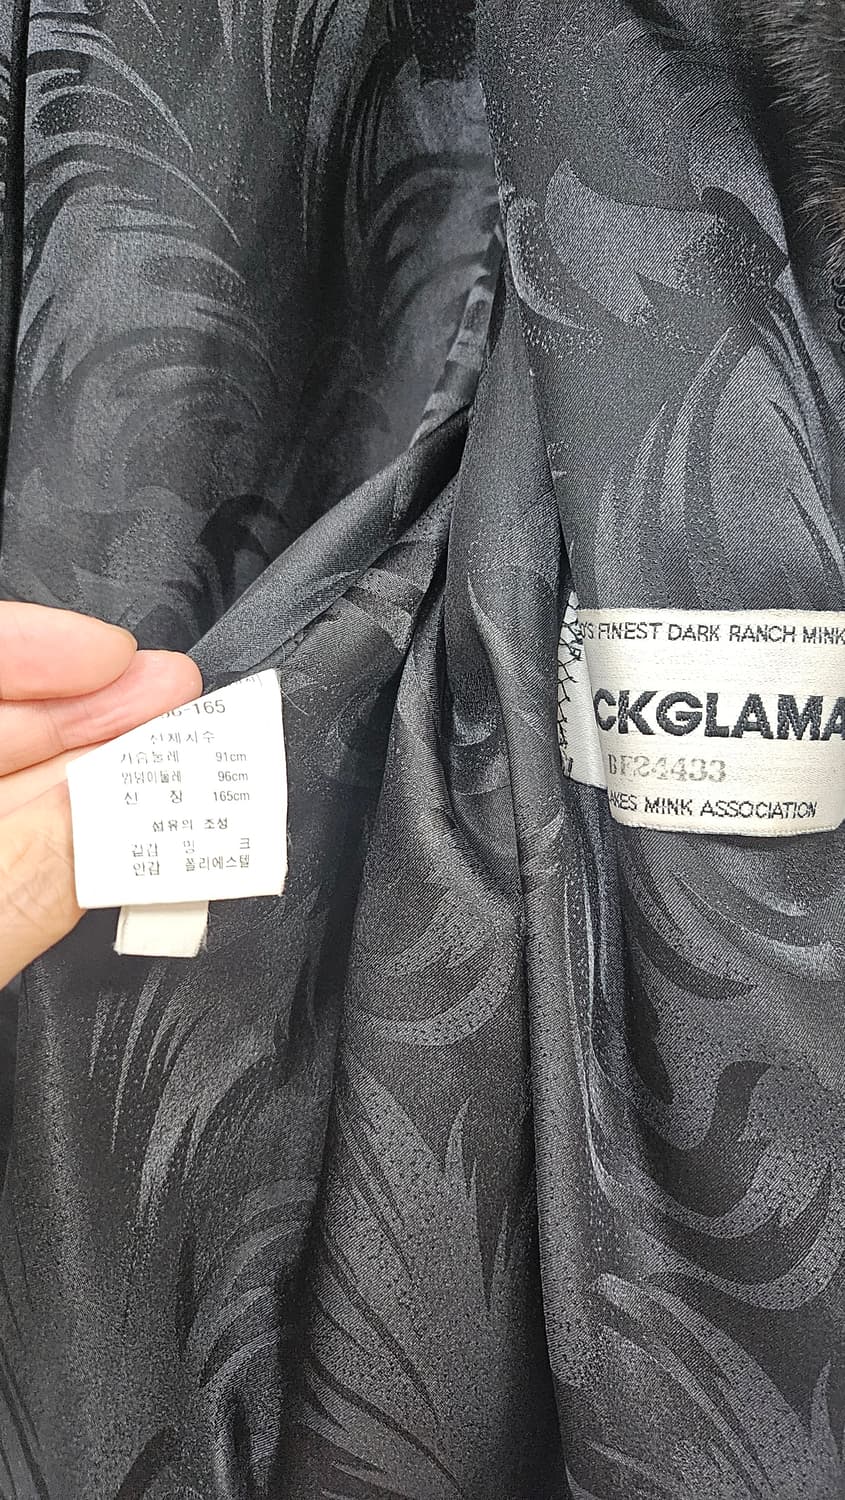 96-165
신체치수
가슴둘레 91cm
엉덩이둘레 96cm
신 장 165cm
섬유의 조성
겉감 밍 크
안감 폴리에스텔
'S FINEST DARK RANCH MINK
CKGLAMA
BF24433
AKES MINK ASSOCIATION